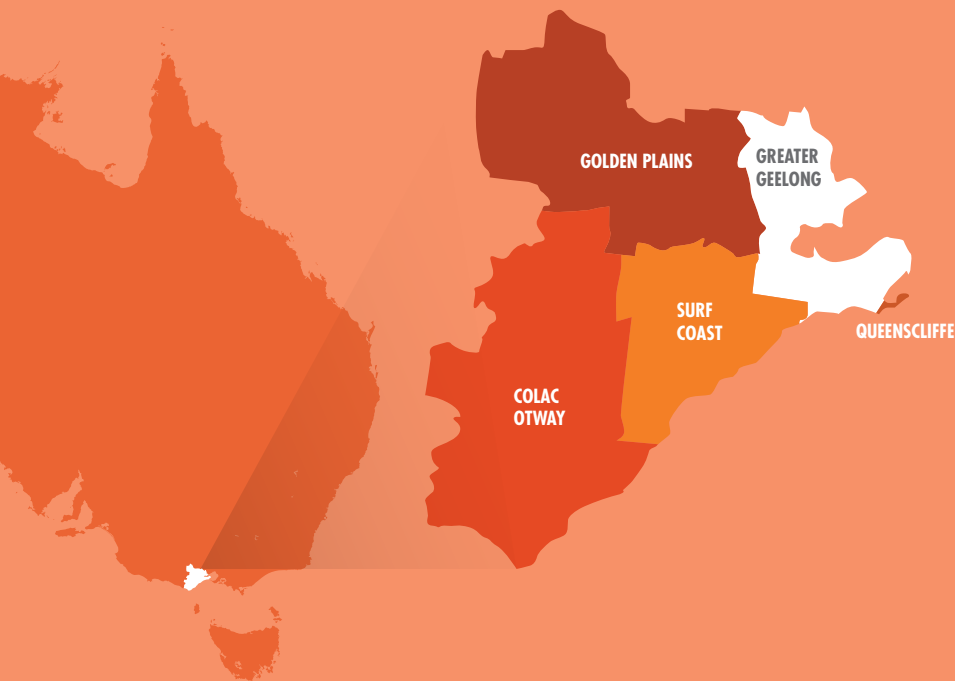 GOLDEN PLAINS
GREATER
GEELONG
SURF
COAST
QUEENSCLIFFE
COLAC
OTWAY